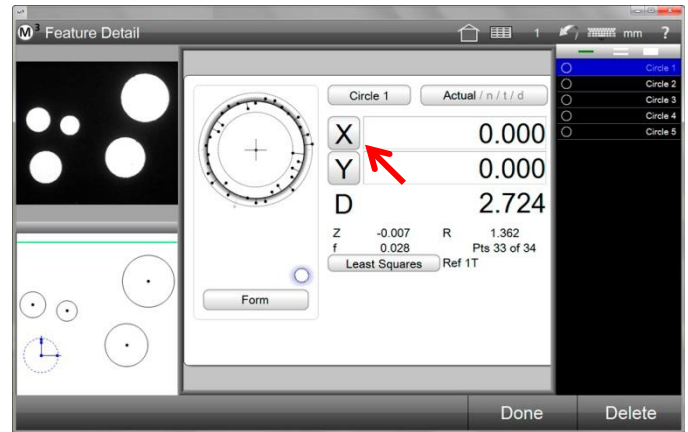 M³ Feature Detail 1 mm ?
Circle 1 Actual / n / t / d
X 0.000
Y 0.000
D 2.724
Z -0.007 R 1.362
f 0.028 Pts 33 of 34
Least Squares Ref 1T
Form
Circle 1
Circle 2
Circle 3
Circle 4
Circle 5
Done Delete